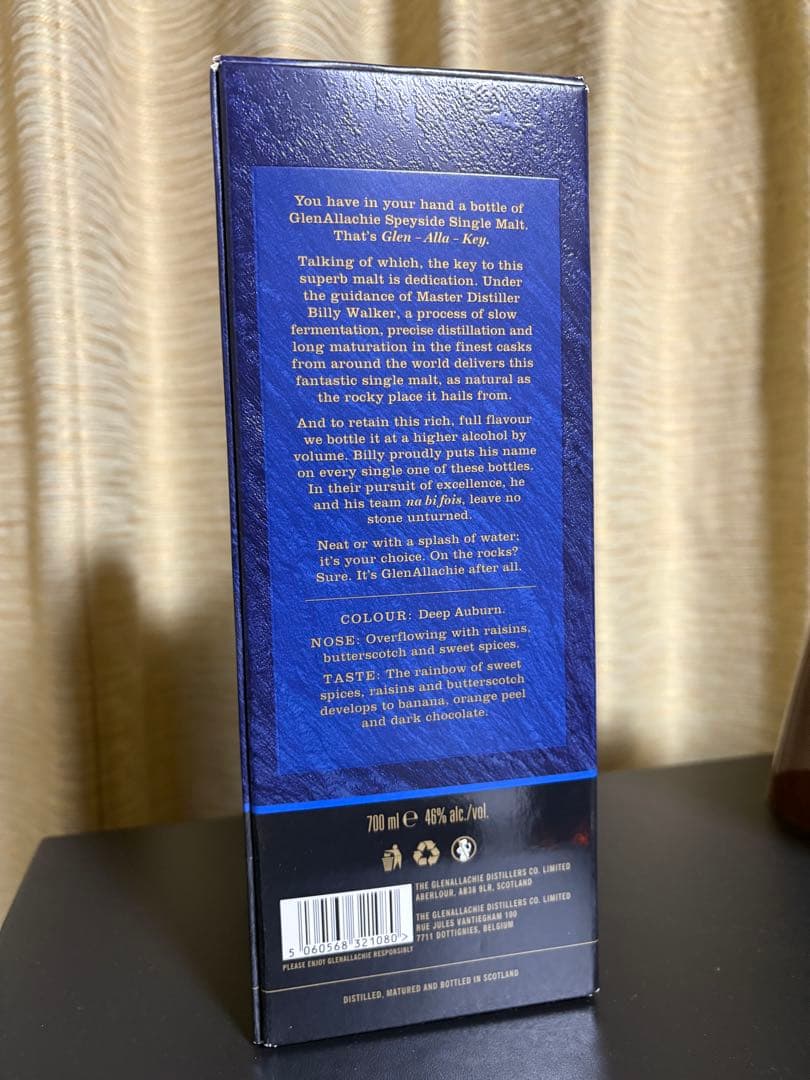 You have in your hand a bottle of
GlenAllachie Speyside Single Malt.
That's Glen - Alla - Key.
Talking of which, the key to this
superb malt is dedication. Under
the guidance of Master Distiller
Billy Walker, a process of slow
fermentation, precise distillation and
long maturation in the finest casks
from around the world delivers this
fantastic single malt, as natural as
the rocky place it hails from.
And to retain this rich, full flavour
we bottle it at a higher alcohol by
volume. Billy proudly puts his name
on every single one of these bottles.
In their pursuit of excellence, he
and his team na bi fois, leave no
stone unturned.
Neat or with a splash of water;
it's your choice. On the rocks?
Sure. It's GlenAllachie after all.
COLOUR: Deep Auburn.
NOSE: Overflowing with raisins,
butterscotch and sweet spices.
TASTE: The rainbow of sweet
spices, raisins and butterscotch
develops to banana, orange peel
and dark chocolate.
700 ml e 46% alc./vol.
THE GLENALLACHIE DISTILLERS CO. LIMITED
ABERLOUR, AB38 9LR, SCOTLAND
THE GLENALLACHIE DISTILLERS CO. LIMITED
RUE JULES VANTIEGHAM 100
7711 DOTTIGNIES, BELGIUM
5 060568 321080 >
PLEASE ENJOY GLENALLACHIE RESPONSIBLY
DISTILLED, MATURED AND BOTTLED IN SCOTLAND